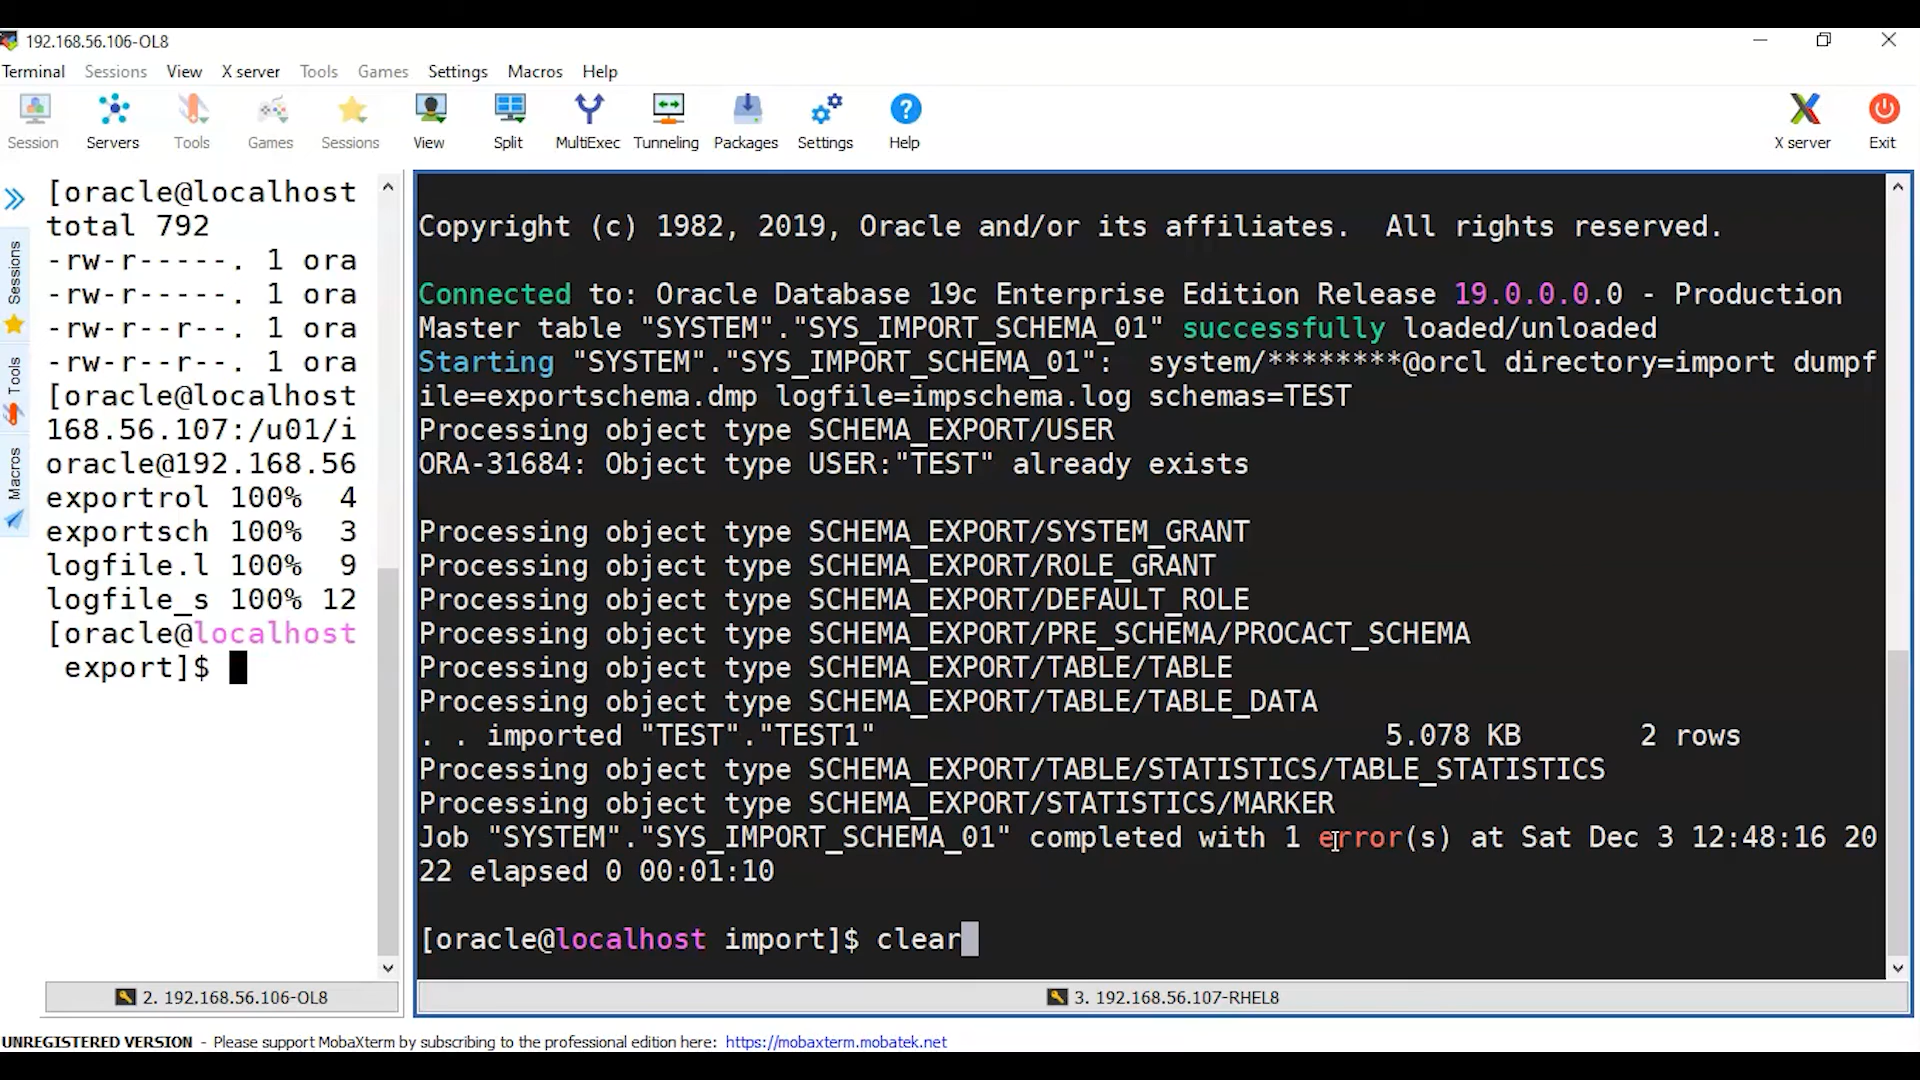 192.168.56.106-OL8
Terminal Sessions View X server Tools Games Settings Macros Help
Session Servers Tools Games Sessions View Split MultiExec Tunneling Packages Settings Help X server Exit
Sessions
Tools
Macros
[oracle@localhost
total 792
-rw-r-----. 1 ora
-rw-r-----. 1 ora
-rw-r--r--. 1 ora
-rw-r--r--. 1 ora
[oracle@localhost
168.56.107:/u01/i
oracle@192.168.56
exportrol 100% 4
exportsch 100% 3
logfile.l 100% 9
logfile_s 100% 12
[oracle@localhost
export]$
2. 192.168.56.106-OL8
Copyright (c) 1982, 2019, Oracle and/or its affiliates. All rights reserved.
Connected to: Oracle Database 19c Enterprise Edition Release 19.0.0.0.0 - Production
Master table "SYSTEM"."SYS_IMPORT_SCHEMA_01" successfully loaded/unloaded
Starting "SYSTEM"."SYS_IMPORT_SCHEMA_01": system/********@orcl directory=import dumpf
ile=exportschema.dmp logfile=impschema.log schemas=TEST
Processing object type SCHEMA_EXPORT/USER
ORA-31684: Object type USER:"TEST" already exists
Processing object type SCHEMA_EXPORT/SYSTEM_GRANT
Processing object type SCHEMA_EXPORT/ROLE_GRANT
Processing object type SCHEMA_EXPORT/DEFAULT_ROLE
Processing object type SCHEMA_EXPORT/PRE_SCHEMA/PROCACT_SCHEMA
Processing object type SCHEMA_EXPORT/TABLE/TABLE
Processing object type SCHEMA_EXPORT/TABLE/TABLE_DATA
. . imported "TEST"."TEST1" 5.078 KB 2 rows
Processing object type SCHEMA_EXPORT/TABLE/STATISTICS/TABLE_STATISTICS
Processing object type SCHEMA_EXPORT/STATISTICS/MARKER
Job "SYSTEM"."SYS_IMPORT_SCHEMA_01" completed with 1 error(s) at Sat Dec 3 12:48:16 20
22 elapsed 0 00:01:10
[oracle@localhost import]$ clear
3. 192.168.56.107-RHEL8
UNREGISTERED VERSION - Please support MobaXterm by subscribing to the professional edition here: https://mobaxterm.mobatek.net